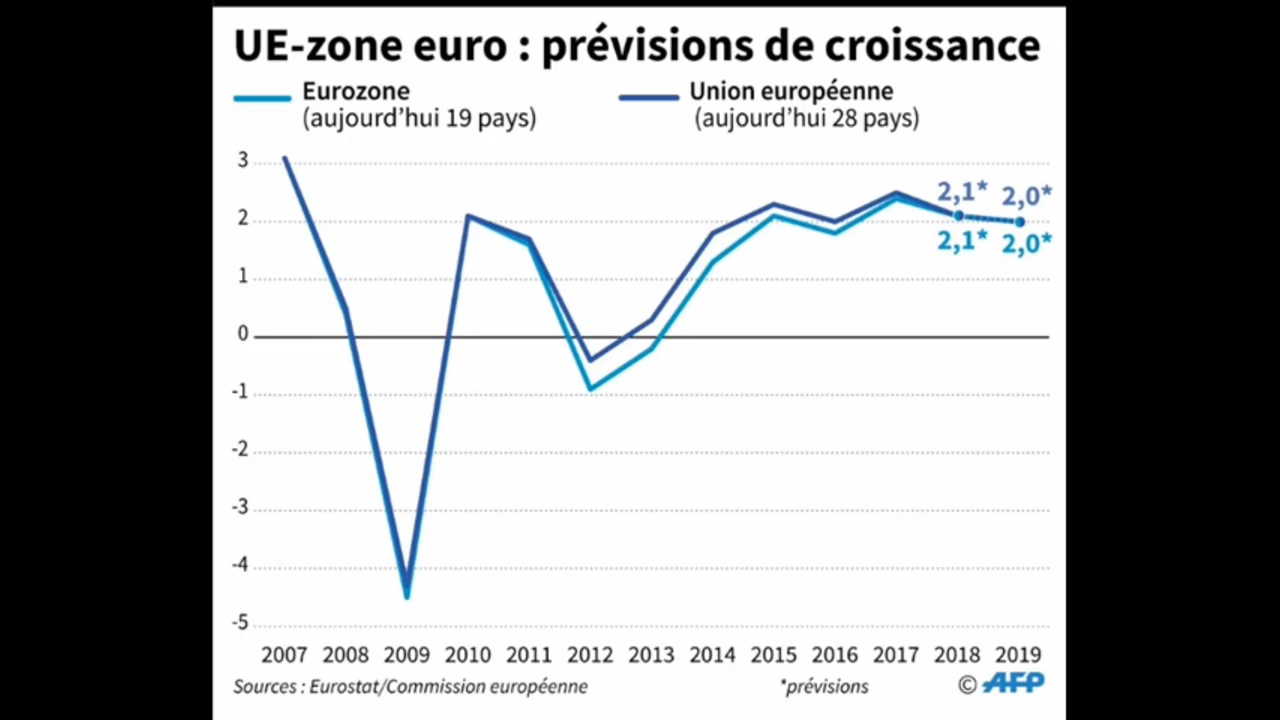 UE-zone euro : prévisions de croissance
Eurozone
(aujourd'hui 19 pays)
Union européenne
(aujourd'hui 28 pays)
3
2
1
0
-1
-2
-3
-4
-5
2,1* 2,0*
2,1* 2,0*
2007 2008 2009 2010 2011 2012 2013 2014 2015 2016 2017 2018 2019
Sources : Eurostat/Commission européenne *prévisions © AFP